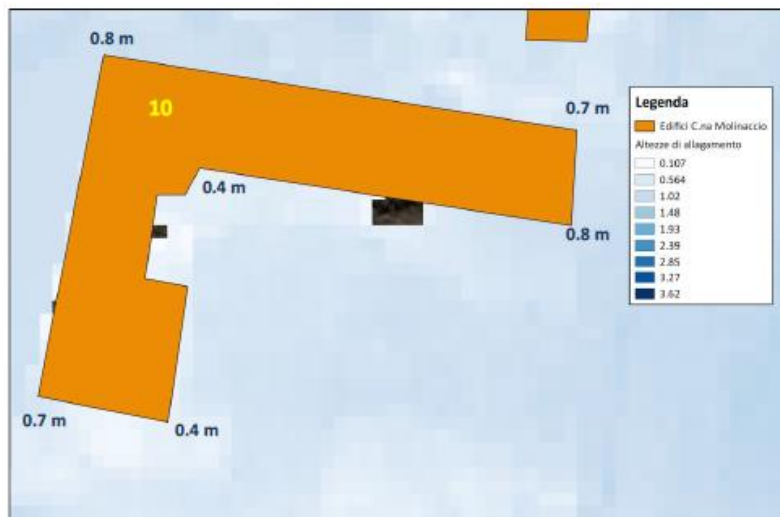 0.8 m
10
0.7 m
0.4 m
0.8 m
0.7 m
0.4 m
Legenda
Edifici C.na Molinaccio
Altezze di allagamento
0.107
0.564
1.02
1.48
1.93
2.39
2.85
3.27
3.62